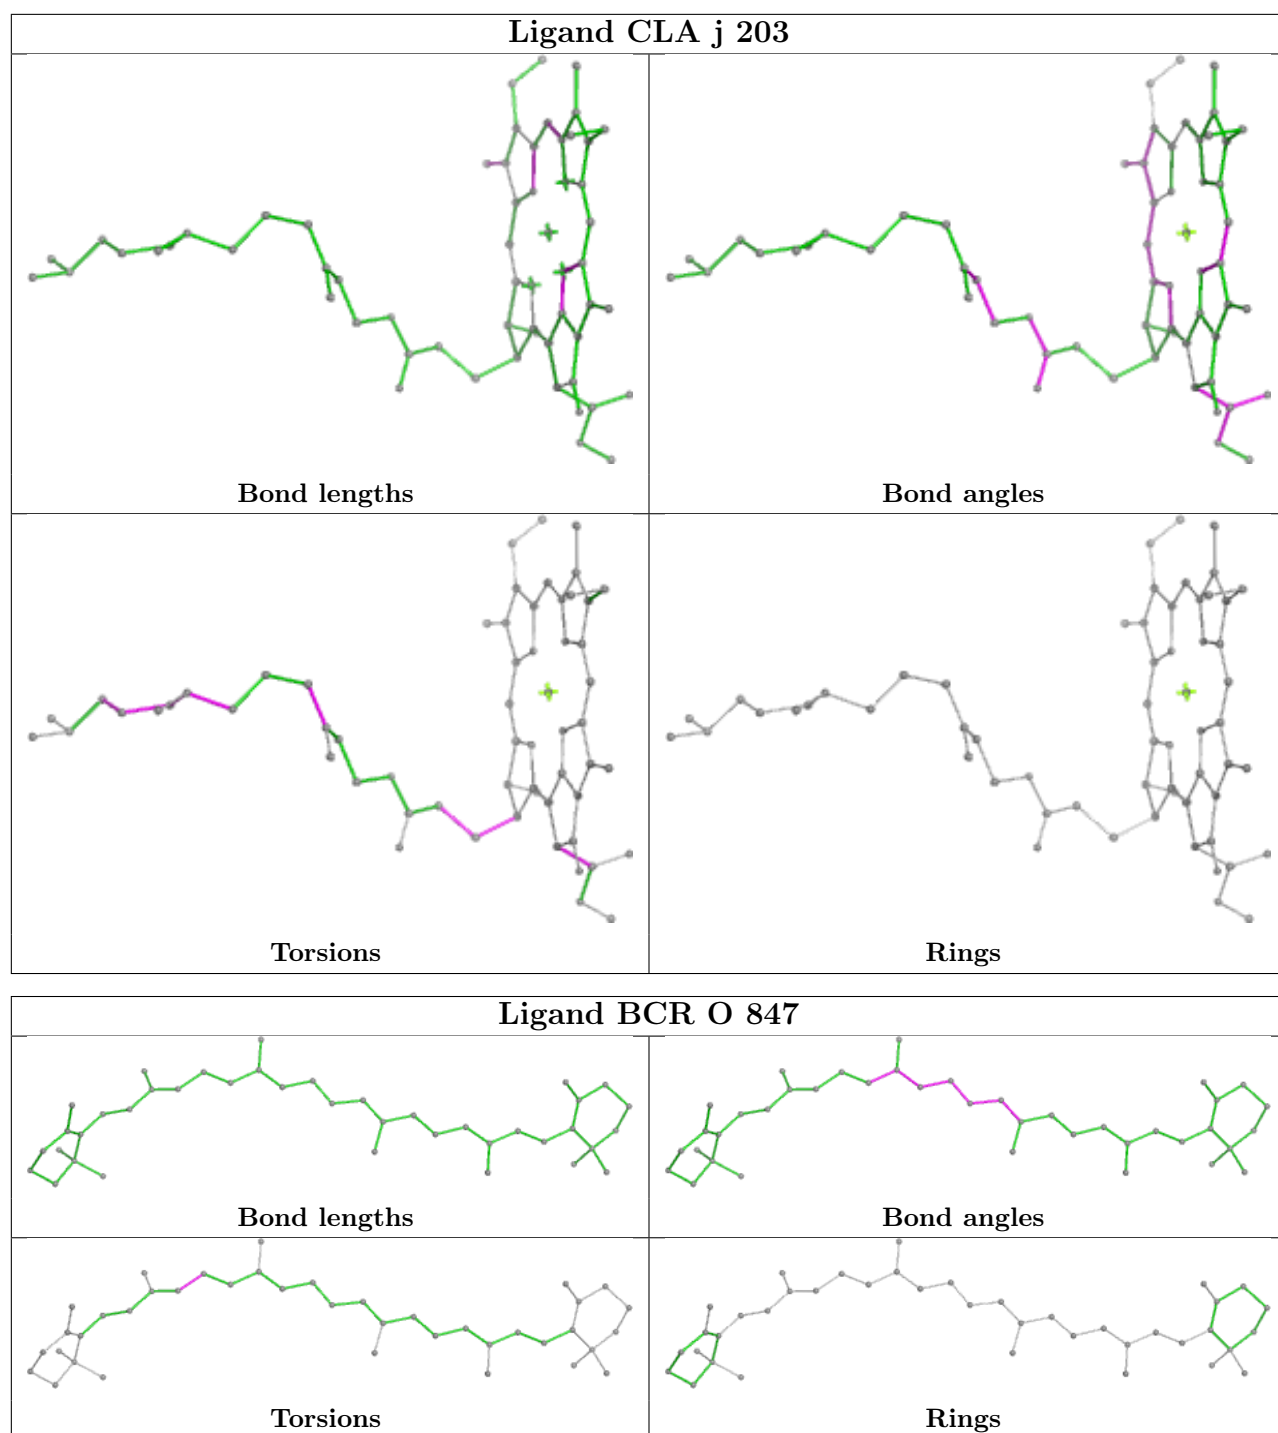 Ligand CLA j 203
Bond lengths
Bond angles
Torsions
Rings
Ligand BCR O 847
Bond lengths
Bond angles
Torsions
Rings